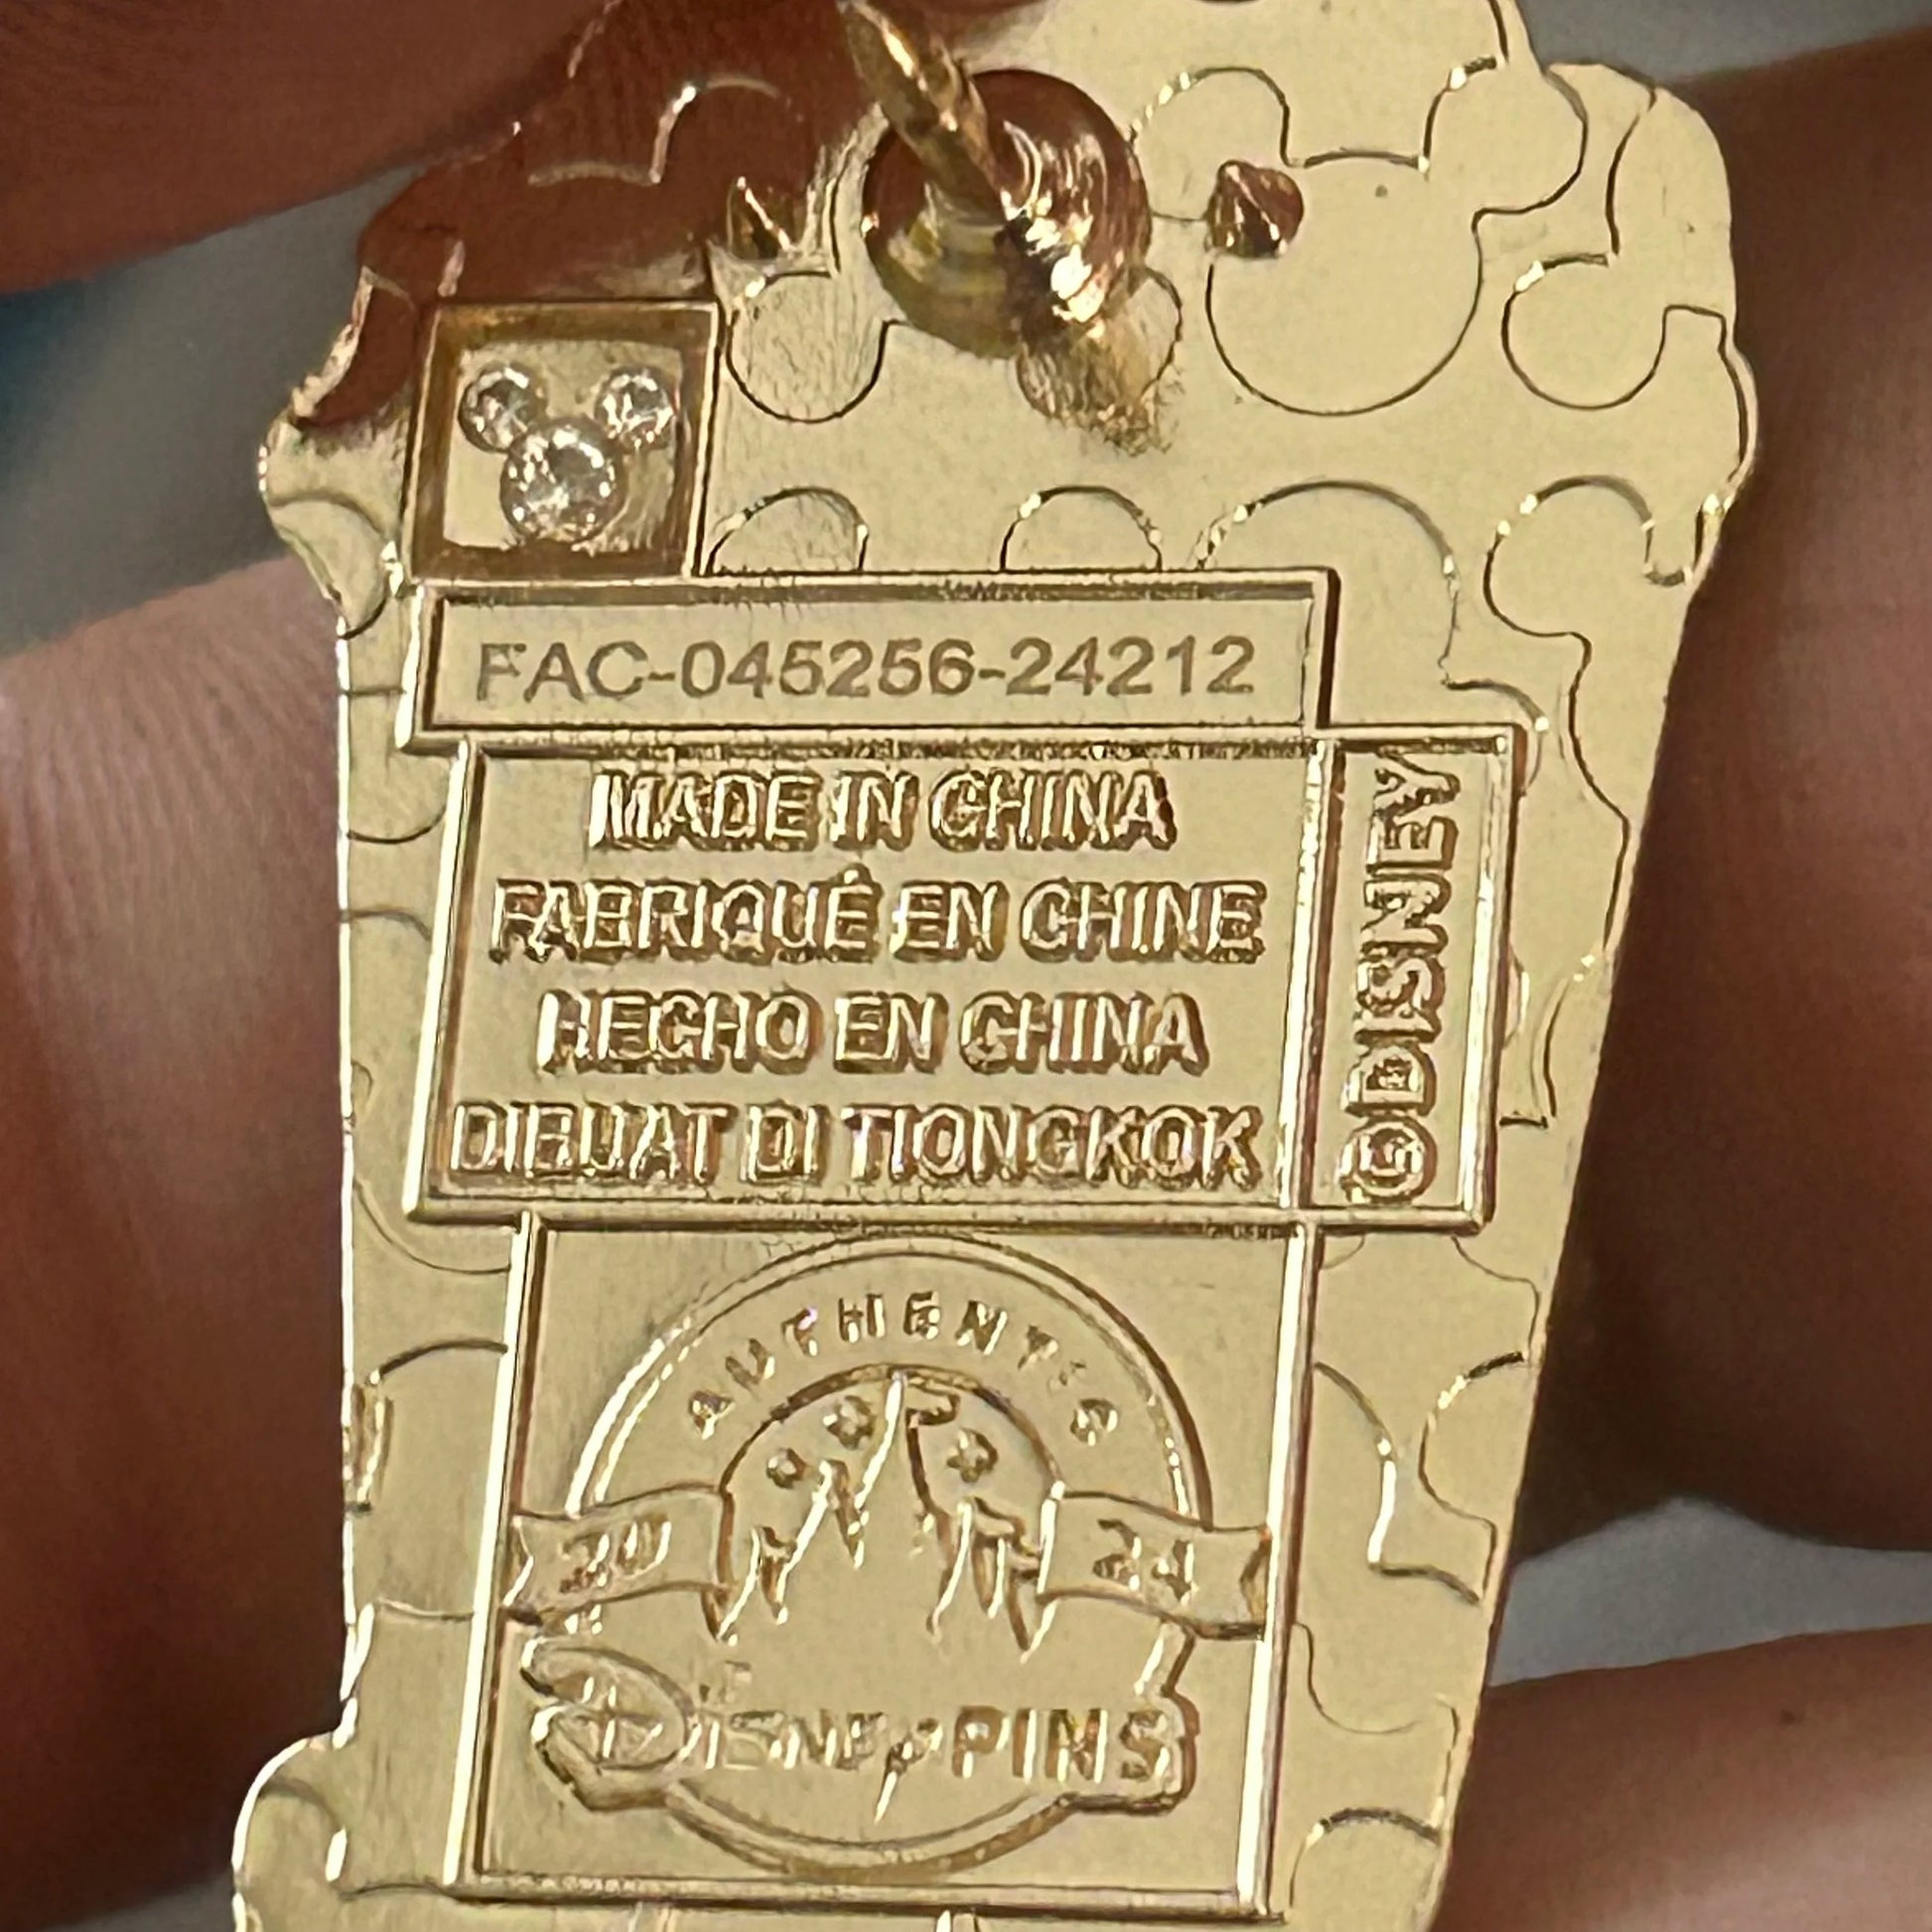 FAC-045256-24212
MADE IN CHINA
FABRIQUÉ EN CHINE
HECHO EN CHINA
DIBUAT DI TIONGKOK
©DISNEY
AUTHENTIC
20 24
DISNEY PINS